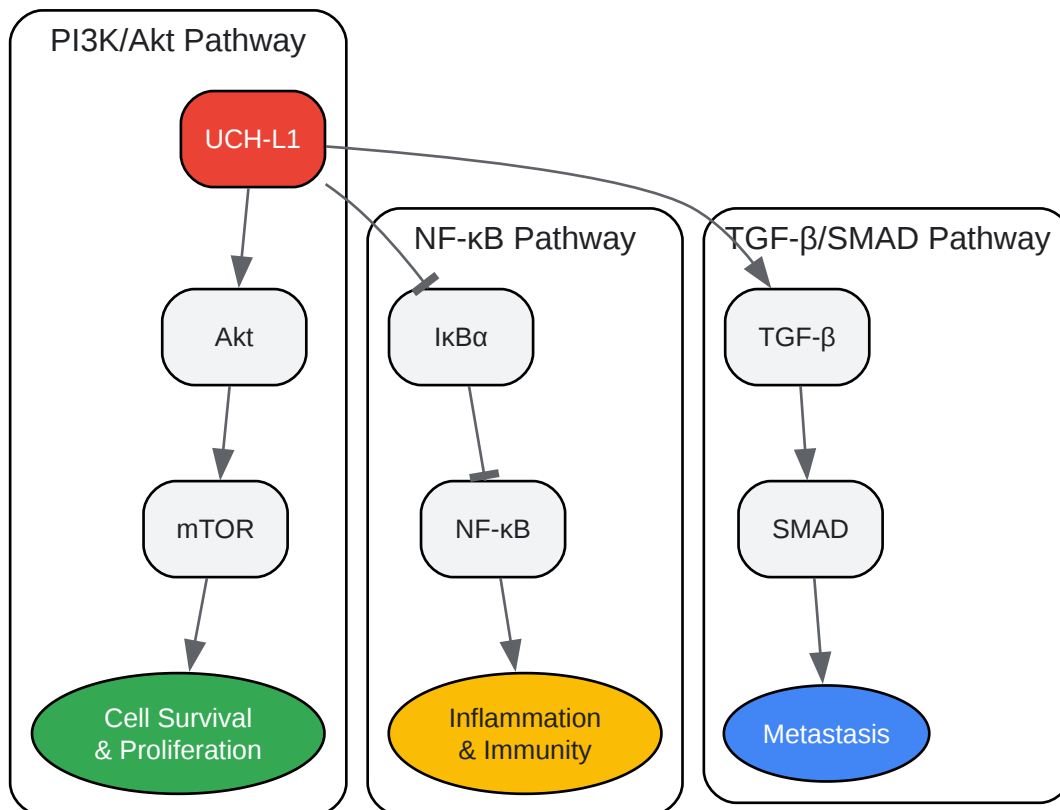 PI3K/Akt Pathway
UCH-L1
NF-κB Pathway
TGF-β/SMAD Pathway
Akt
IκBα
TGF-β
mTOR
NF-κB
SMAD
Cell Survival
& Proliferation
Inflammation
& Immunity
Metastasis